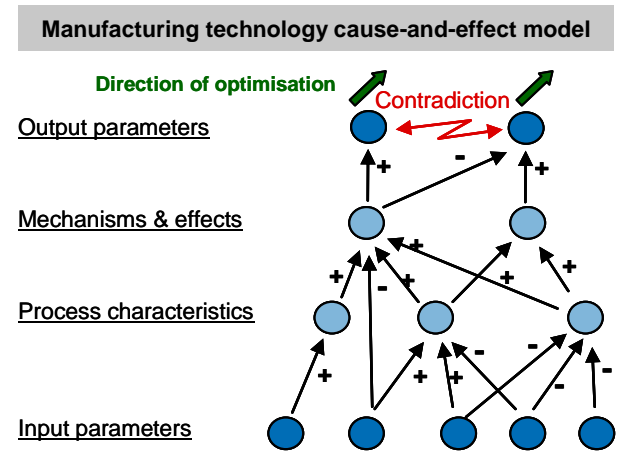 Manufacturing technology cause-and-effect model
Direction of optimisation
Contradiction
Output parameters
+ - +
Mechanisms & effects
+ - + + + +
Process characteristics
+ + + - - - -
Input parameters